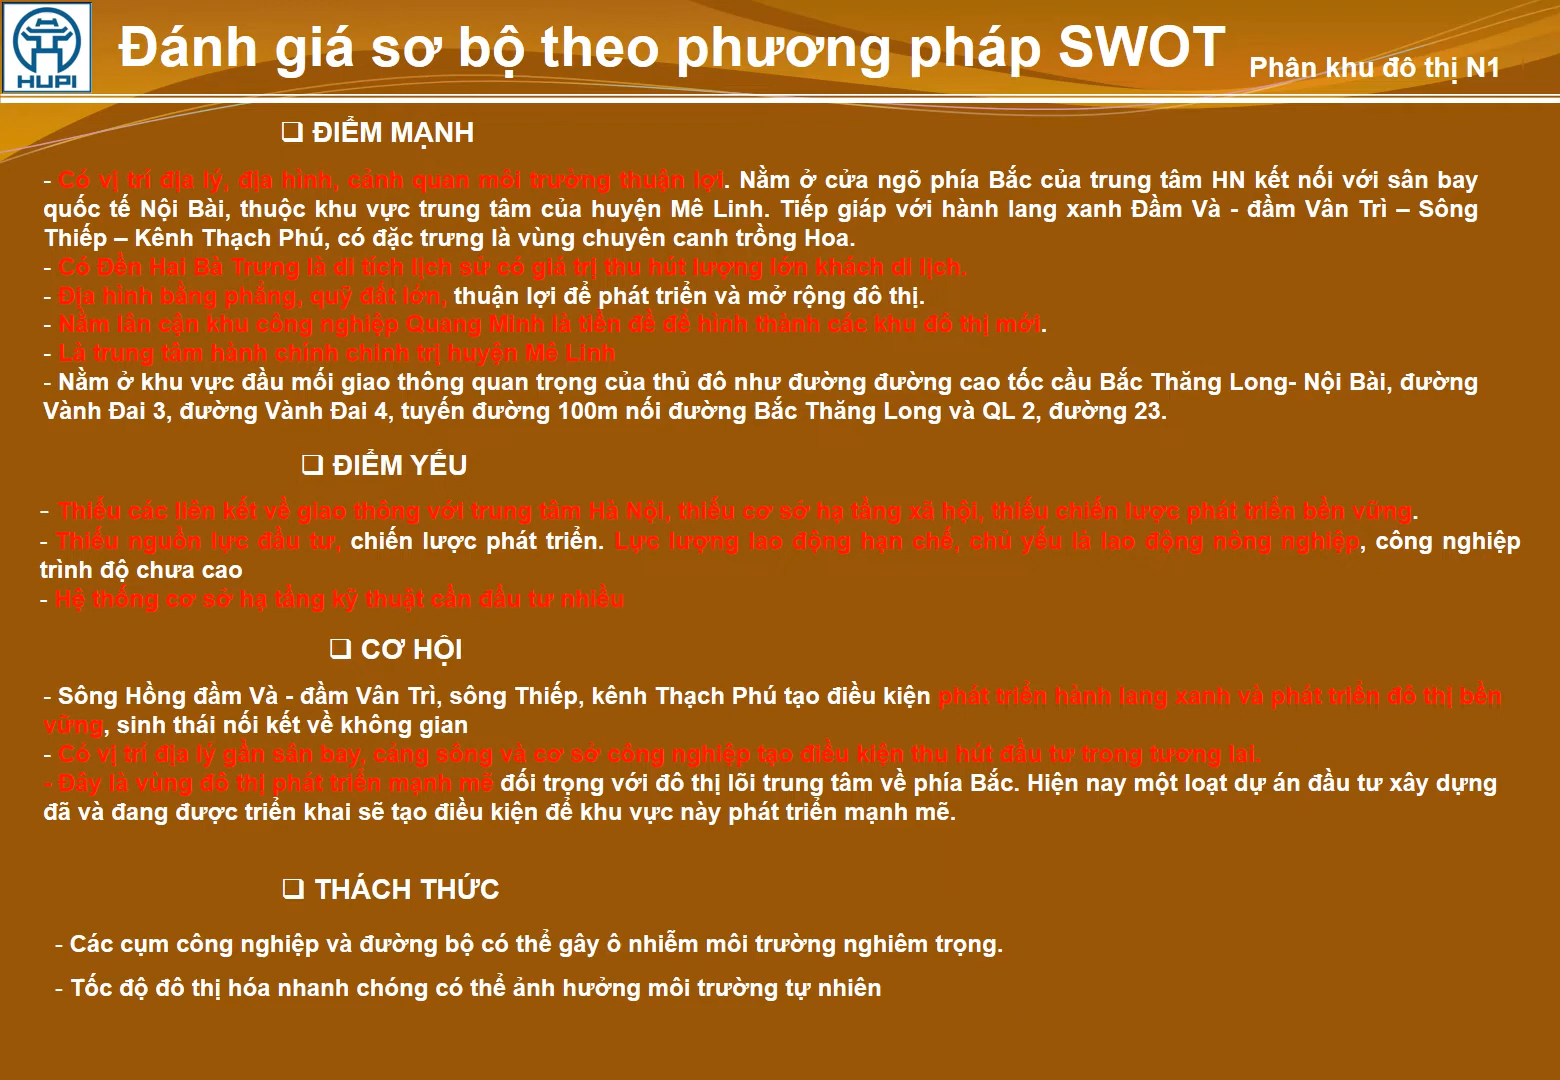 HUPI
Đánh giá sơ bộ theo phương pháp SWOT
Phân khu đô thị N1
❑ ĐIỂM MẠNH
- Có vị trí địa lý, địa hình, cảnh quan môi trường thuận lợi. Nằm ở cửa ngõ phía Bắc của trung tâm HN kết nối với sân bay
quốc tế Nội Bài, thuộc khu vực trung tâm của huyện Mê Linh. Tiếp giáp với hành lang xanh Đầm Và - đầm Vân Trì – Sông
Thiếp – Kênh Thạch Phú, có đặc trưng là vùng chuyên canh trồng Hoa.
- Có Đền Hai Bà Trưng là di tích lịch sử có giá trị thu hút lượng lớn khách di lịch.
- Địa hình bằng phẳng, quỹ đất lớn, thuận lợi để phát triển và mở rộng đô thị.
- Nằm lân cận khu công nghiệp Quang Minh là tiền đề để hình thành các khu đô thị mới.
- Là trung tâm hành chính chính trị huyện Mê Linh
- Nằm ở khu vực đầu mối giao thông quan trọng của thủ đô như đường đường cao tốc cầu Bắc Thăng Long- Nội Bài, đường
Vành Đai 3, đường Vành Đai 4, tuyến đường 100m nối đường Bắc Thăng Long và QL 2, đường 23.
❑ ĐIỂM YẾU
- Thiếu các liên kết về giao thông với trung tâm Hà Nội, thiếu cơ sở hạ tầng xã hội, thiếu chiến lược phát triển bền vững.
- Thiếu nguồn lực đầu tư, chiến lược phát triển. Lực lượng lao động hạn chế, chủ yếu là lao động nông nghiệp, công nghiệp
trình độ chưa cao
- Hệ thống cơ sở hạ tầng kỹ thuật cần đầu tư nhiều
❑ CƠ HỘI
- Sông Hồng đầm Và - đầm Vân Trì, sông Thiếp, kênh Thạch Phú tạo điều kiện phát triển hành lang xanh và phát triển đô thị bền
vững, sinh thái nối kết về không gian
- Có vị trí địa lý gần sân bay, cảng sông và cơ sở công nghiệp tạo điều kiện thu hút đầu tư trong tương lai.
- Đây là vùng đô thị phát triển mạnh mẽ đối trọng với đô thị lõi trung tâm về phía Bắc. Hiện nay một loạt dự án đầu tư xây dựng
đã và đang được triển khai sẽ tạo điều kiện để khu vực này phát triển mạnh mẽ.
❑ THÁCH THỨC
- Các cụm công nghiệp và đường bộ có thể gây ô nhiễm môi trường nghiêm trọng.
- Tốc độ đô thị hóa nhanh chóng có thể ảnh hưởng môi trường tự nhiên